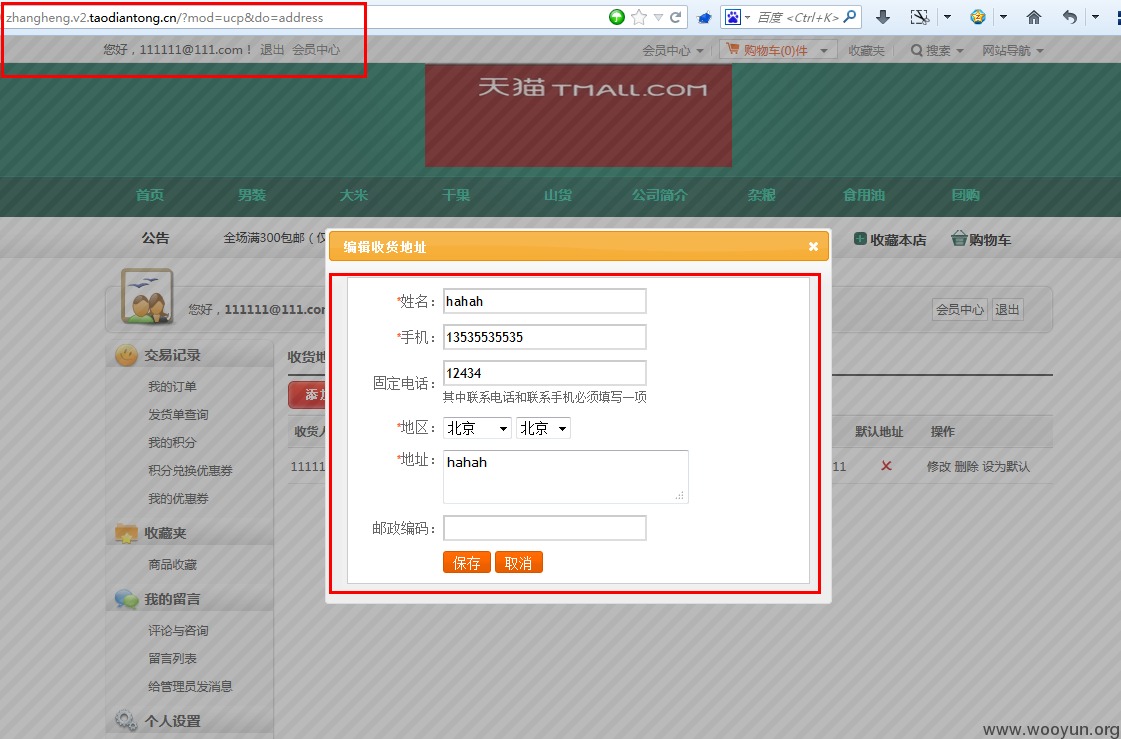 zhangheng.v2.taodiantong.cn/?mod=ucp&do=address
百度 <Ctrl+K>
您好，111111@111.com！ 退出 会员中心
会员中心 购物车(0)件 收藏夹 搜索 网站导航
天猫 TMALL.COM
首页 男装 大米 干果 山货 公司简介 杂粮 食用油 团购
公告 全场满300包邮（仅
收藏本店 购物车
编辑收货地址
您好，111111@111.com
会员中心 退出
*姓名： hahah
*手机： 13535535535
固定电话： 12434
其中联系电话和联系手机必须填写一项
*地区： 北京 北京
*地址： hahah
邮政编码：
保存 取消
交易记录
我的订单
发货单查询
我的积分
积分兑换优惠券
我的优惠券
收藏夹
商品收藏
我的留言
评论与咨询
留言列表
给管理员发消息
个人设置
收货地
添加
收货人 默认地址 操作
11111 11 修改 删除 设为默认
www.wooyun.org